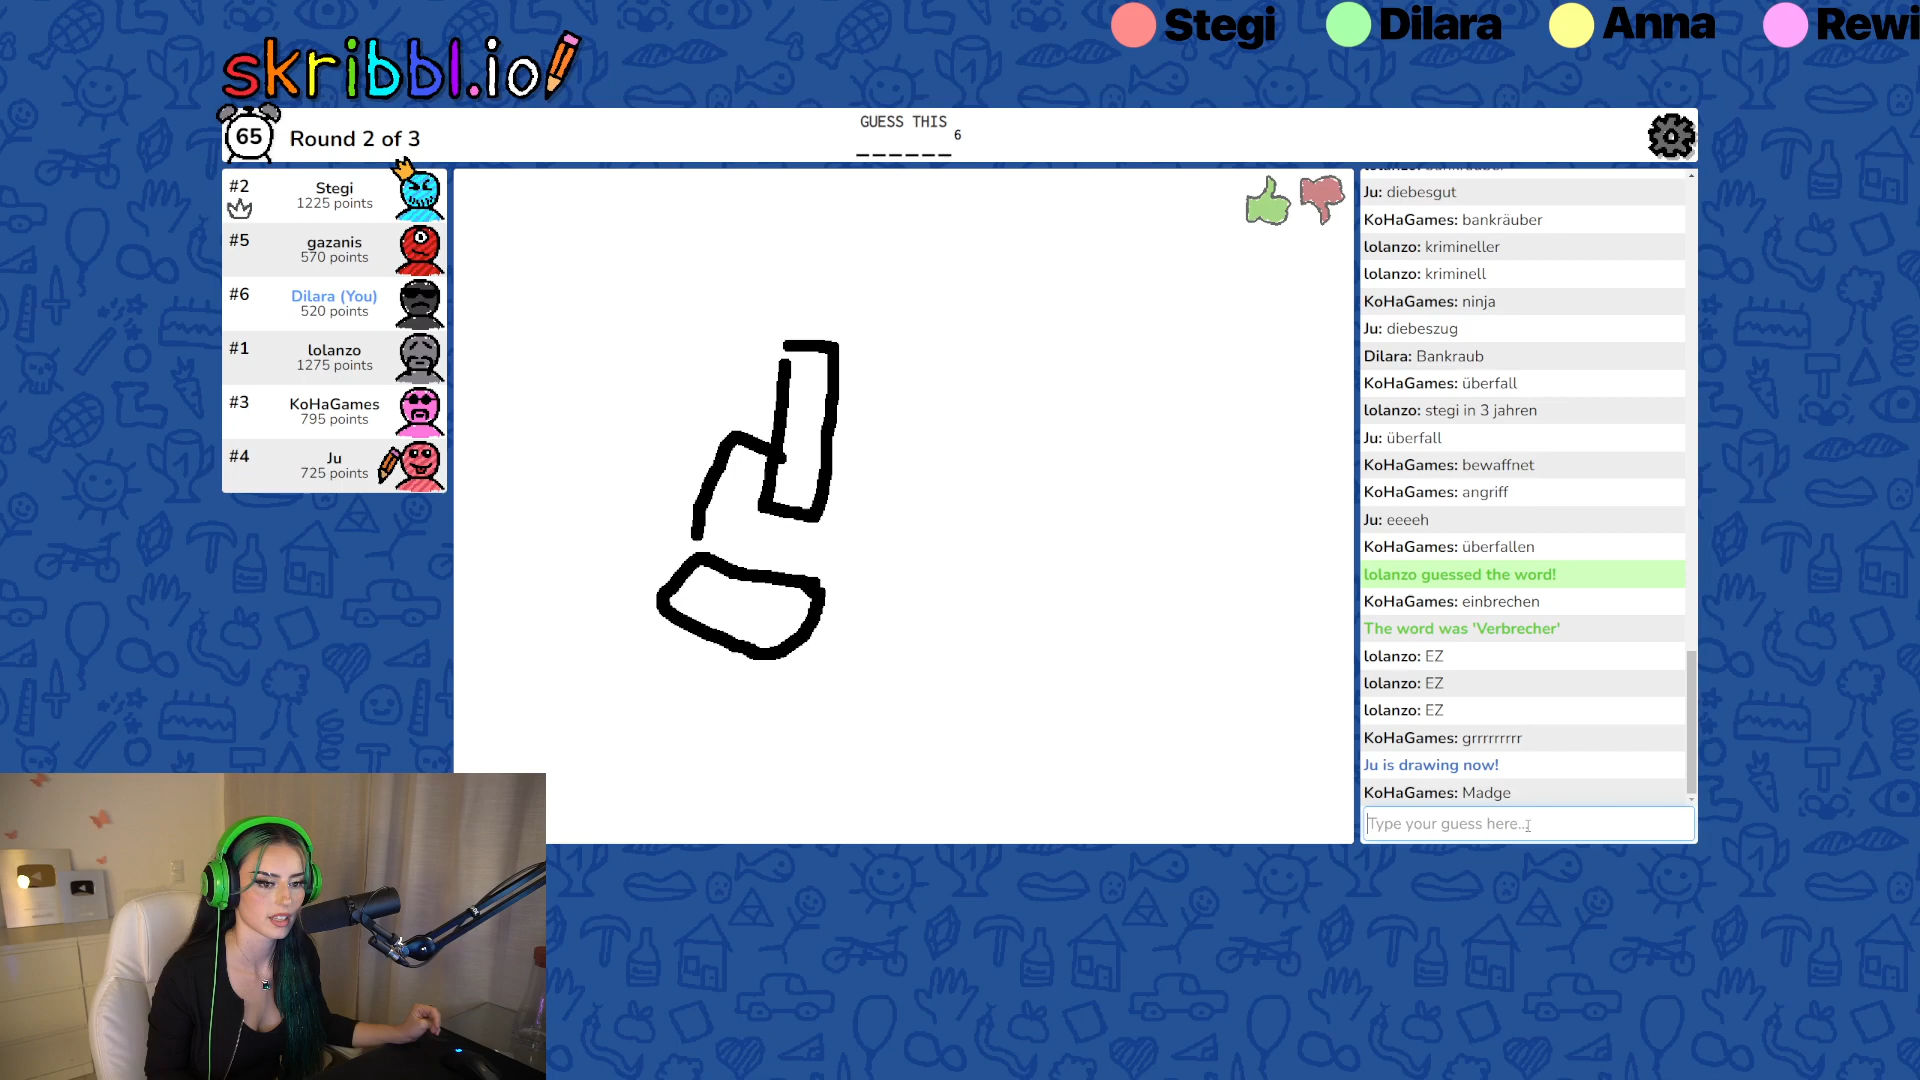 Stegi Dilara Anna Rewi
skribbl.io
65 Round 2 of 3
GUESS THIS 6
______
#2 Stegi
1225 points
#5 gazanis
570 points
#6 Dilara (You)
520 points
#1 lolanzo
1275 points
#3 KoHaGames
795 points
#4 Ju
725 points
Ju: diebesgut
KoHaGames: bankräuber
lolanzo: krimineller
lolanzo: kriminell
KoHaGames: ninja
Ju: diebeszug
Dilara: Bankraub
KoHaGames: überfall
lolanzo: stegi in 3 jahren
Ju: überfall
KoHaGames: bewaffnet
KoHaGames: angriff
Ju: eeeeh
KoHaGames: überfallen
lolanzo guessed the word!
KoHaGames: einbrechen
The word was 'Verbrecher'
lolanzo: EZ
lolanzo: EZ
lolanzo: EZ
KoHaGames: grrrrrrrrr
Ju is drawing now!
KoHaGames: Madge
Type your guess here...